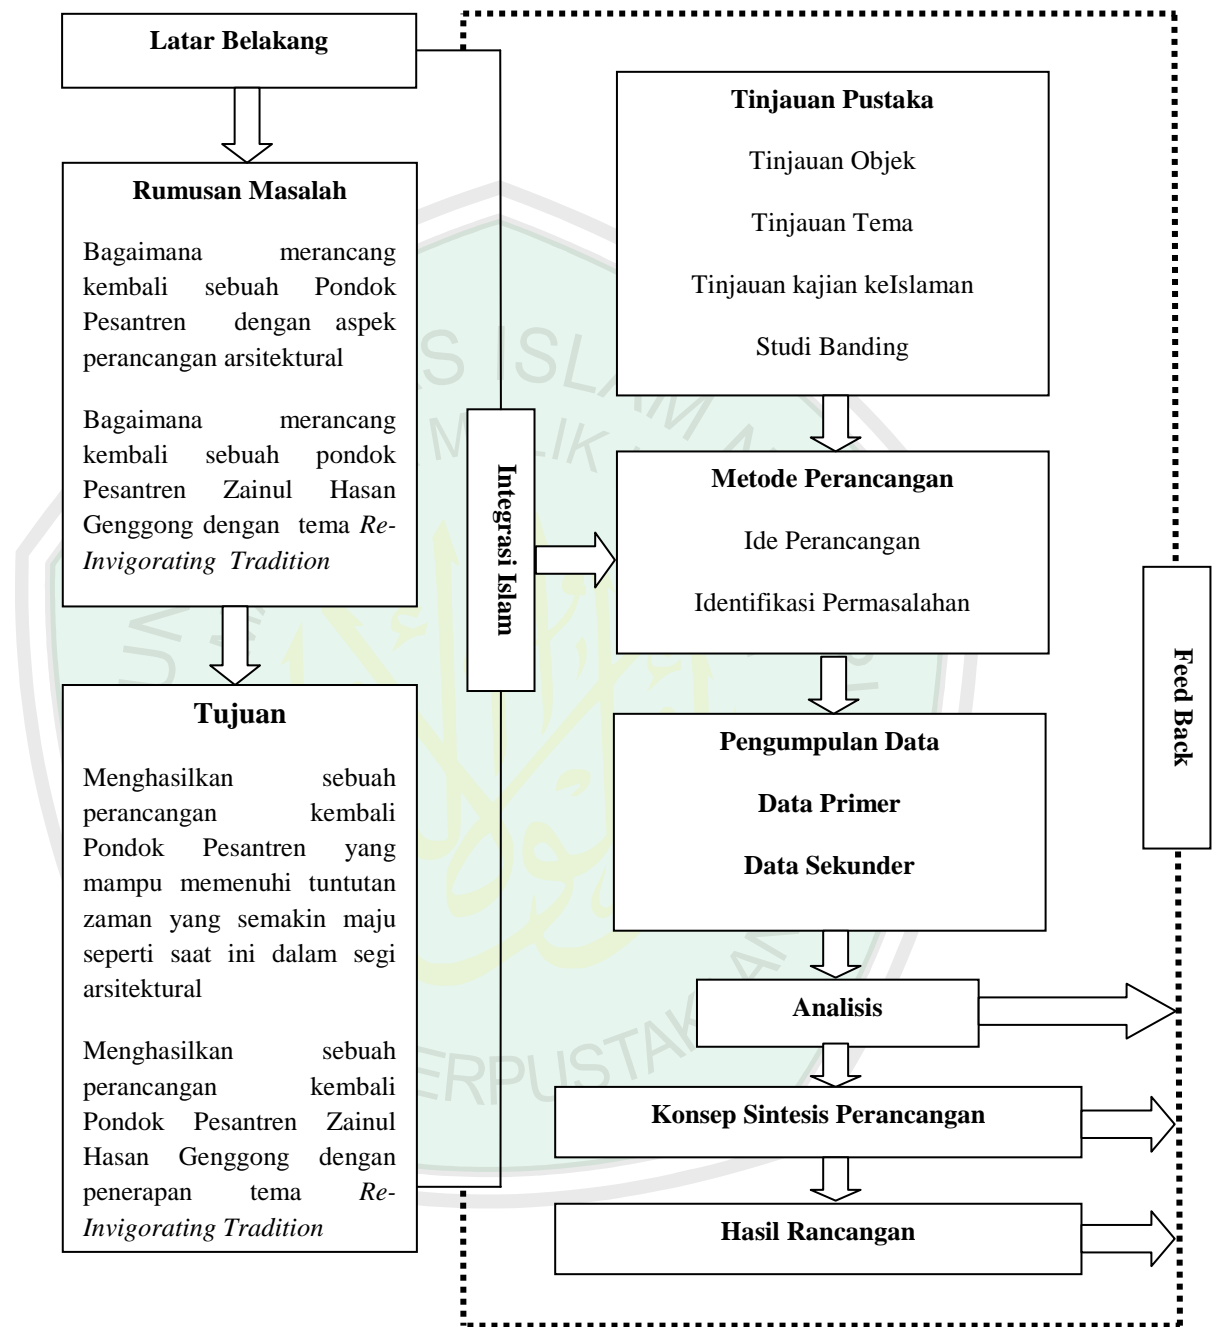 Latar Belakang
Rumusan Masalah
Bagaimana merancang
kembali sebuah Pondok
Pesantren dengan aspek
perancangan arsitektural
Bagaimana merancang
kembali sebuah pondok
Pesantren Zainul Hasan
Genggong dengan tema Re-
Invigorating Tradition
Tujuan
Menghasilkan sebuah
perancangan kembali
Pondok Pesantren yang
mampu memenuhi tuntutan
zaman yang semakin maju
seperti saat ini dalam segi
arsitektural
Menghasilkan sebuah
perancangan kembali
Pondok Pesantren Zainul
Hasan Genggong dengan
penerapan tema Re-
Invigorating Tradition
Integrasi Islam
Tinjauan Pustaka
Tinjauan Objek
Tinjauan Tema
Tinjauan kajian keIslaman
Studi Banding
Metode Perancangan
Ide Perancangan
Identifikasi Permasalahan
Pengumpulan Data
Data Primer
Data Sekunder
Analisis
Konsep Sintesis Perancangan
Hasil Rancangan
Feed Back